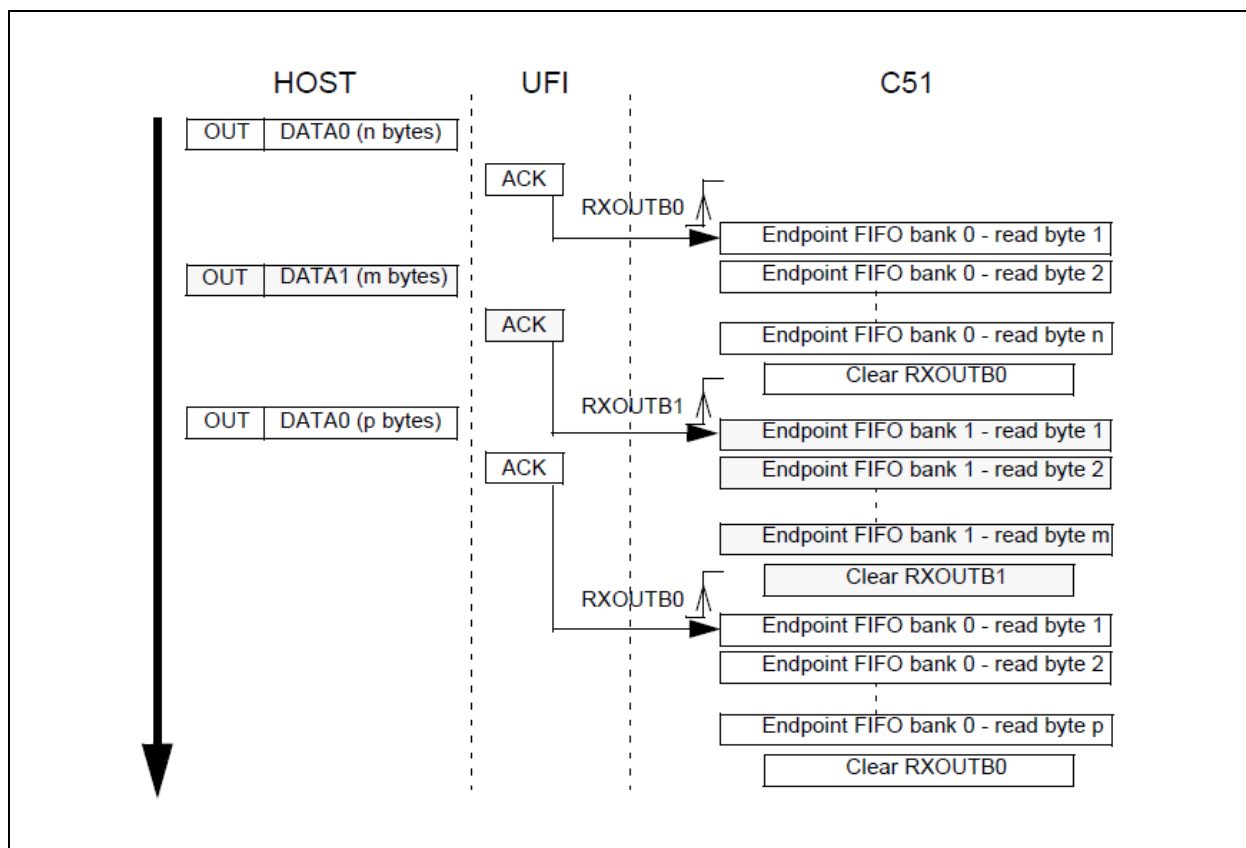 HOST UFI C51
OUT DATA0 (n bytes)
ACK
RXOUTB0
Endpoint FIFO bank 0 - read byte 1
OUT DATA1 (m bytes)
Endpoint FIFO bank 0 - read byte 2
ACK
Endpoint FIFO bank 0 - read byte n
Clear RXOUTB0
RXOUTB1
OUT DATA0 (p bytes)
Endpoint FIFO bank 1 - read byte 1
ACK
Endpoint FIFO bank 1 - read byte 2
Endpoint FIFO bank 1 - read byte m
Clear RXOUTB1
RXOUTB0
Endpoint FIFO bank 0 - read byte 1
Endpoint FIFO bank 0 - read byte 2
Endpoint FIFO bank 0 - read byte p
Clear RXOUTB0